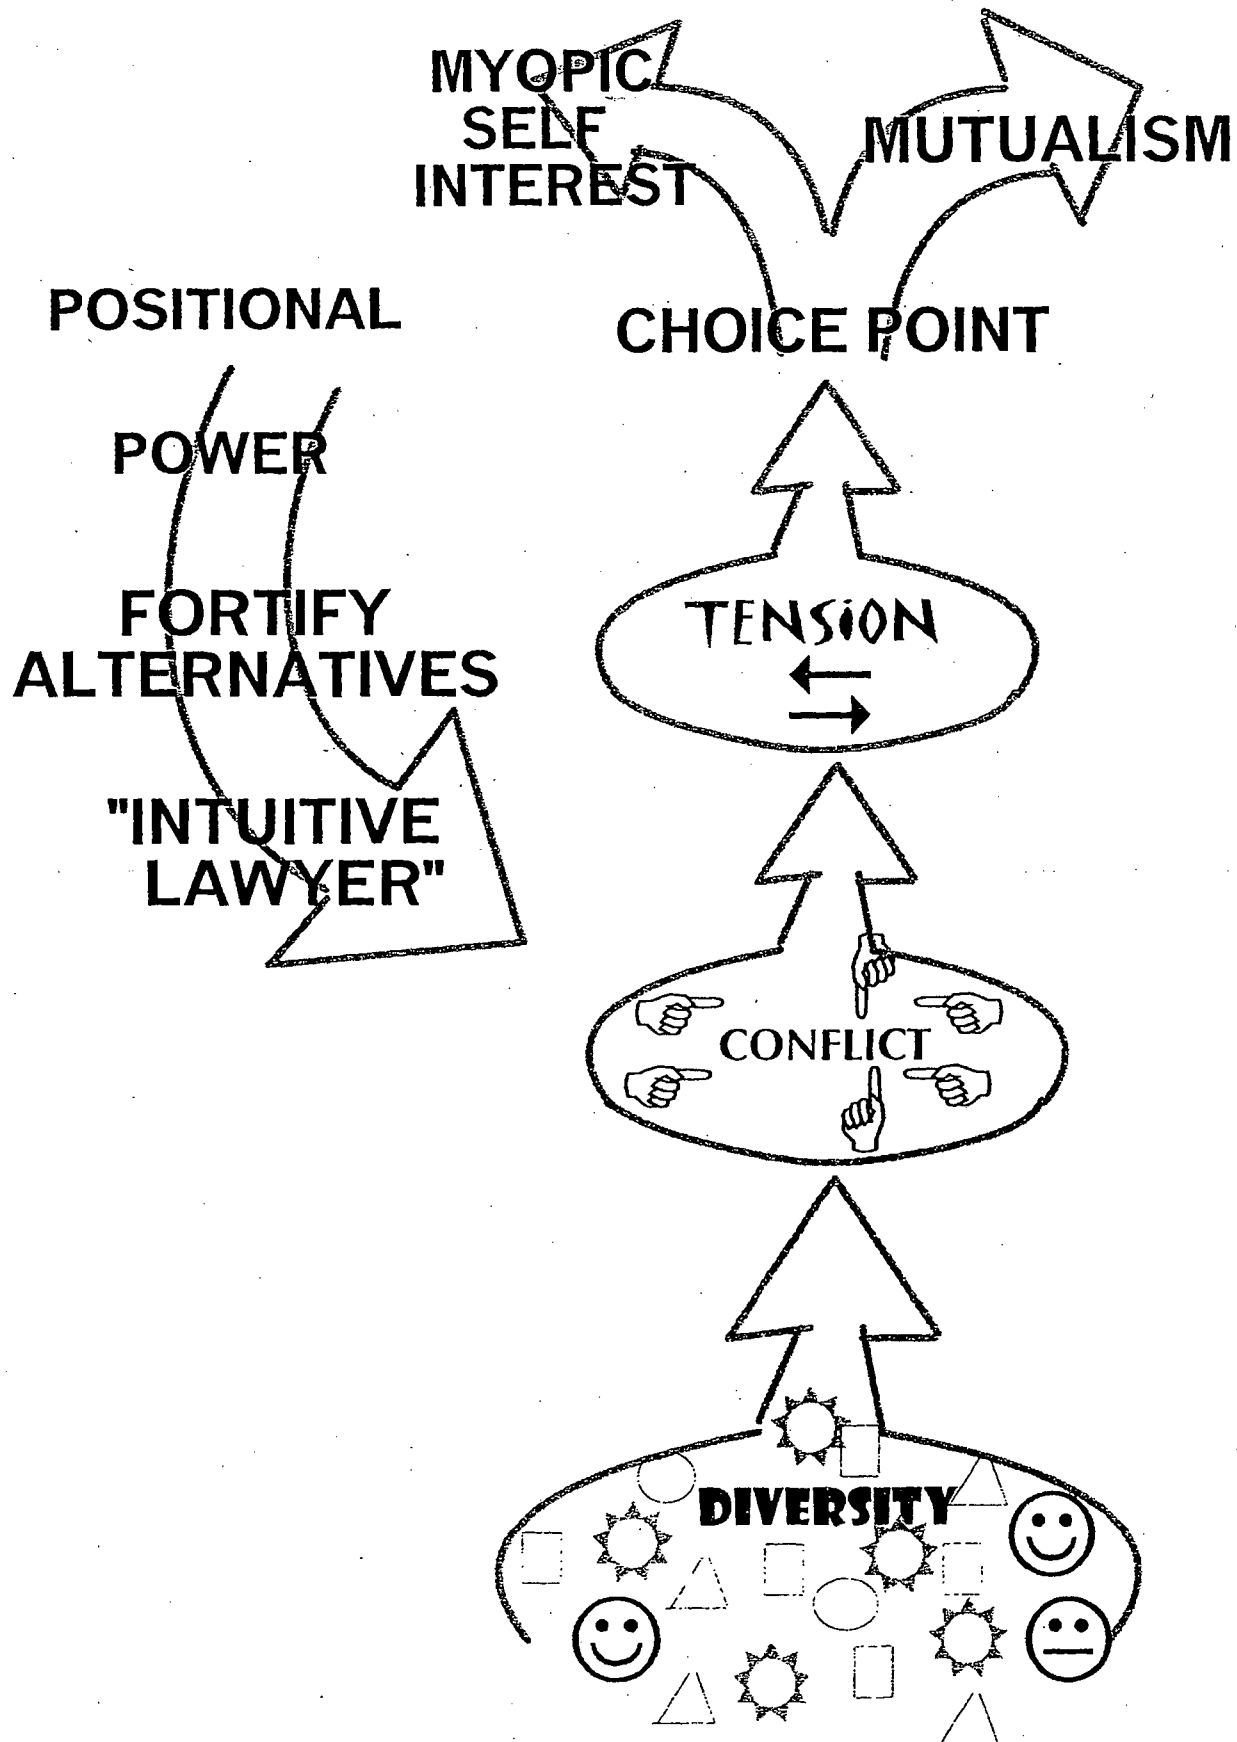 MYOPIC
SELF
INTEREST
MUTUALISM
POSITIONAL
CHOICE POINT
POWER
FORTIFY
ALTERNATIVES
TENSiON
"INTUITIVE
LAWYER"
CONFLICT
DIVERSITY